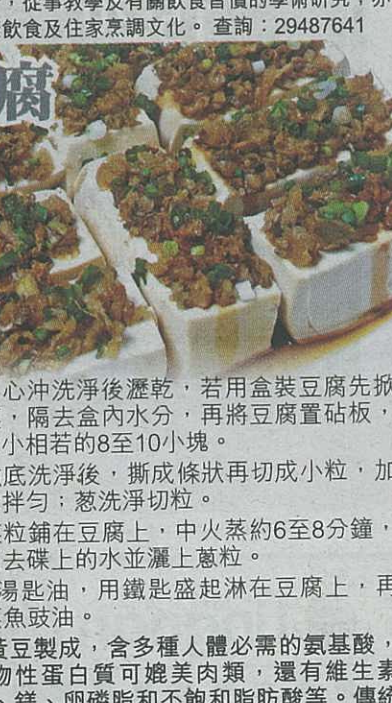 ，從事教學及有關飲食習慣的學術研究，亦
飲食及住家烹調文化。查詢：29487641
腐
心沖洗淨後瀝乾，若用盒裝豆腐先掀
，隔去盒內水分，再將豆腐置砧板，
小相若的8至10小塊。
底洗淨後，撕成條狀再切成小粒，加
拌勻；葱洗淨切粒。
粒鋪在豆腐上，中火蒸約6至8分鐘，
去碟上的水並灑上蔥粒。
湯匙油，用鐵匙盛起淋在豆腐上，再
魚豉油。
黃豆製成，含多種人體必需的氨基酸，
物性蛋白質可媲美肉類，還有維生素
、鎂、卵磷脂和不飽和脂肪酸等。傳統